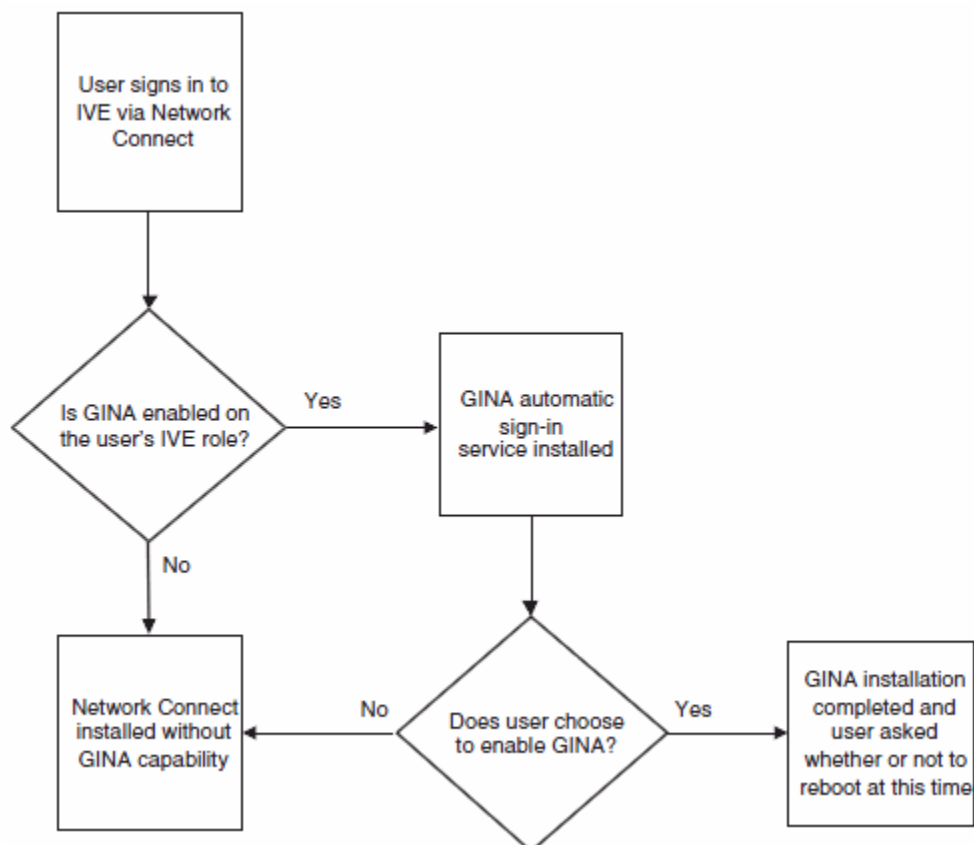 User signs in to
IVE via Network
Connect
Is GINA enabled on
the user's IVE role?
Yes
GINA automatic
sign-in
service installed
No
Network Connect
installed without
GINA capability
No
Does user choose
to enable GINA?
Yes
GINA installation
completed and
user asked
whether or not to
reboot at this time